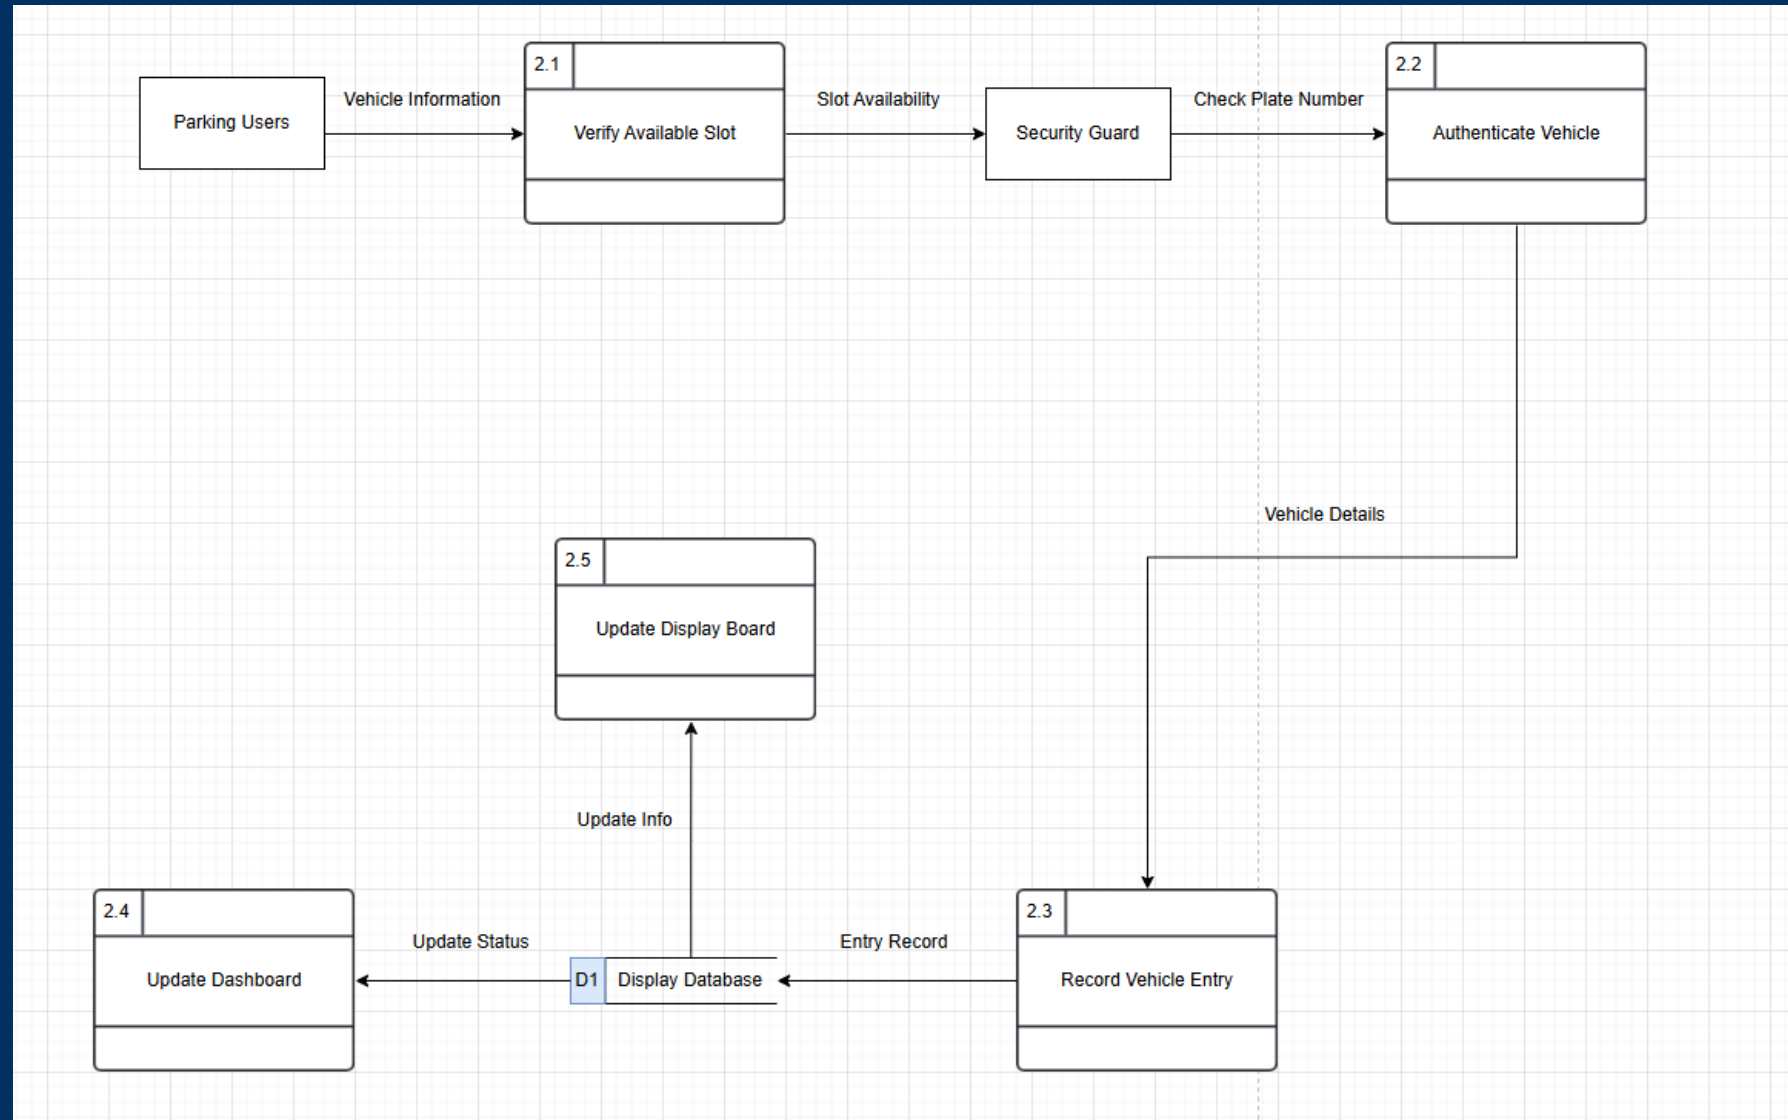 2.1
2.2
Parking Users
Vehicle Information
Verify Available Slot
Slot Availability
Security Guard
Check Plate Number
Authenticate Vehicle
Vehicle Details
2.5
Update Display Board
Update Info
2.4
2.3
Update Dashboard
Update Status
D1
Display Database
Entry Record
Record Vehicle Entry